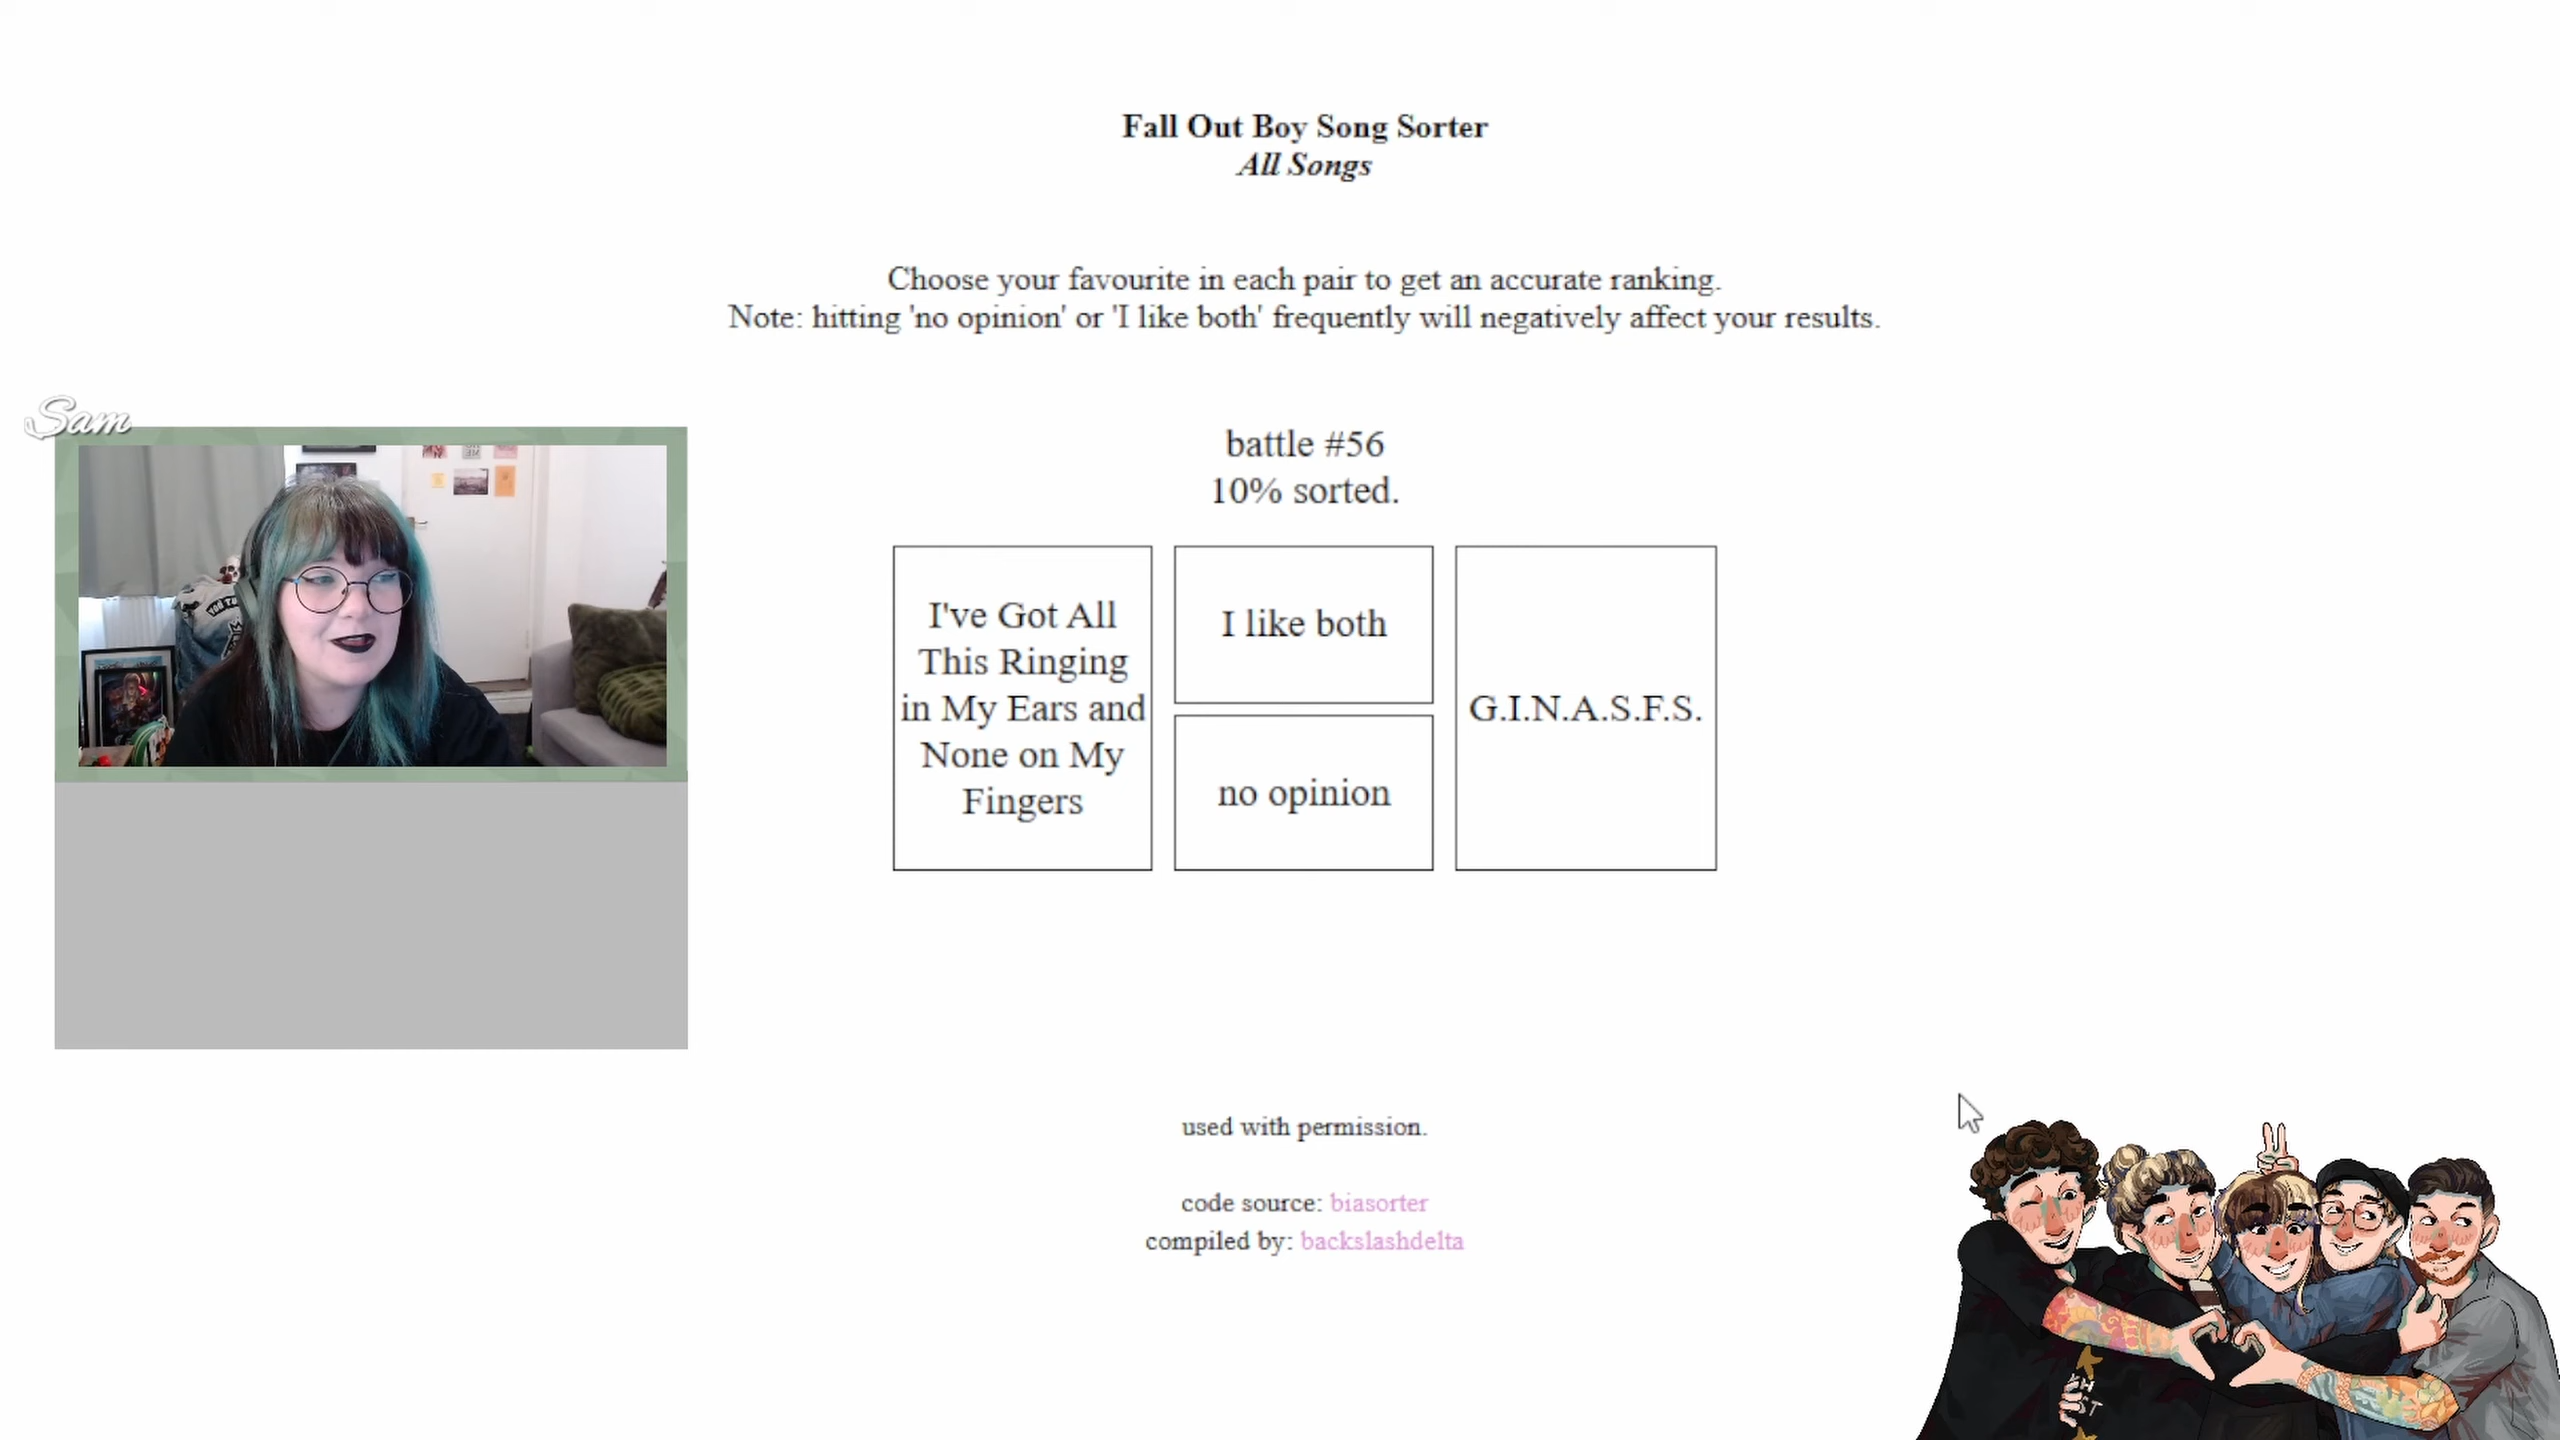 Fall Out Boy Song Sorter
All Songs
Choose your favourite in each pair to get an accurate ranking.
Note: hitting 'no opinion' or 'I like both' frequently will negatively affect your results.
Sam
battle #56
10% sorted.
I've Got All
This Ringing
in My Ears and
None on My
Fingers
I like both
no opinion
G.I.N.A.S.F.S.
used with permission.
code source: biasorter
compiled by: backslashdelta